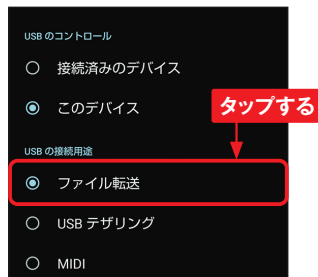 USB のコントロール
接続済みのデバイス
このデバイス
タップする
USB の接続用途
ファイル転送
USB テザリング
MIDI